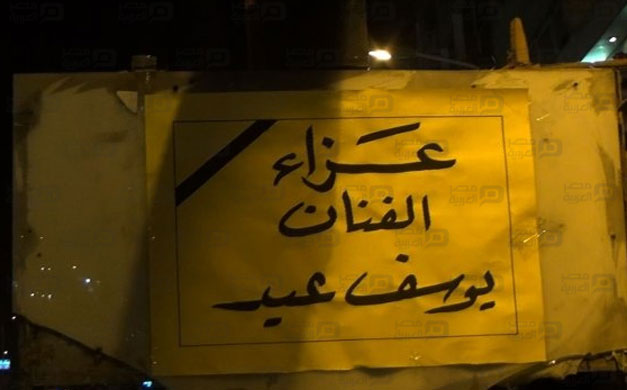 عزاء
الفنان
يوسف عيد